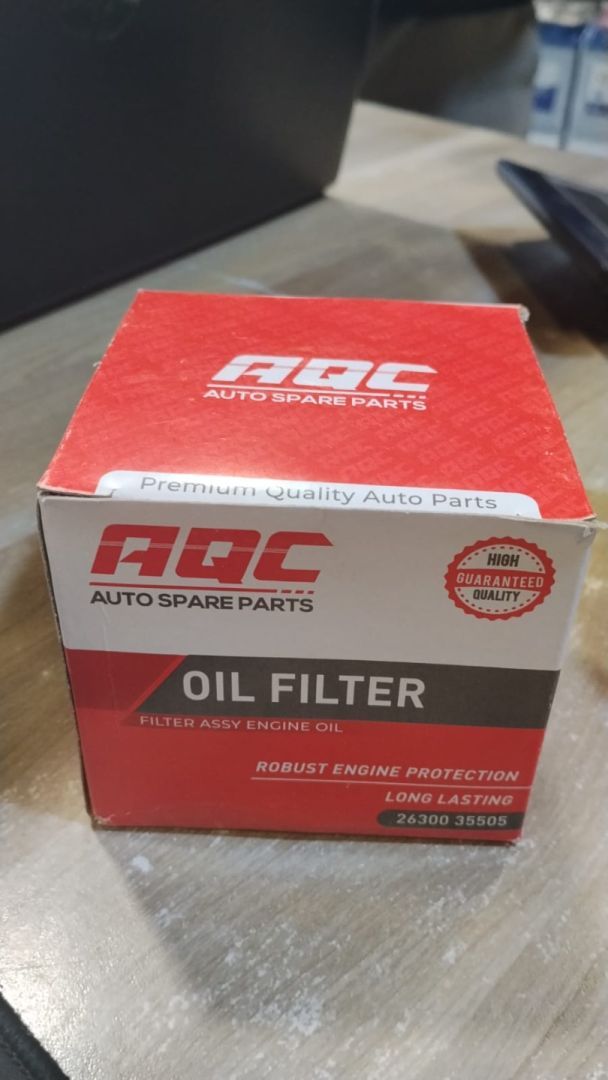 AQC
AUTO SPARE PARTS
Premium Quality Auto Parts
AQC
AUTO SPARE PARTS
HIGH
GUARANTEED
QUALITY
OIL FILTER
FILTER ASSY ENGINE OIL
ROBUST ENGINE PROTECTION
LONG LASTING
26300 35505